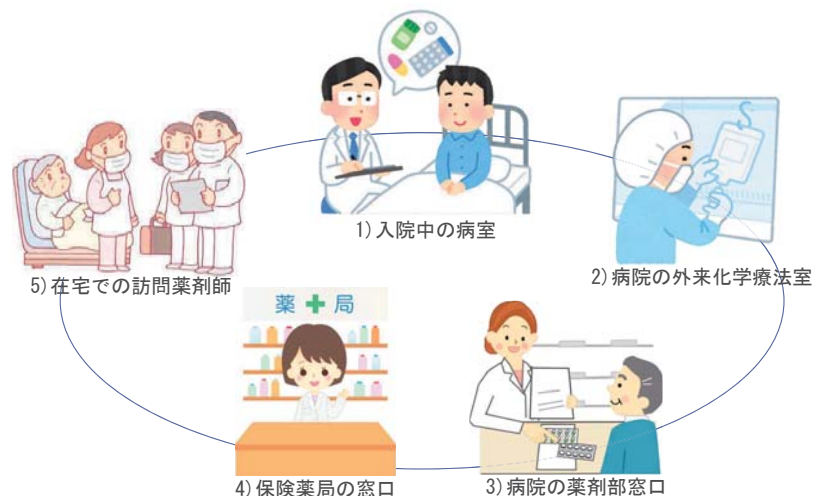 1)入院中の病室
2)病院の外来化学療法室
5)在宅での訪問薬剤師
薬✚局
3)病院の薬剤部窓口
4)保険薬局の窓口